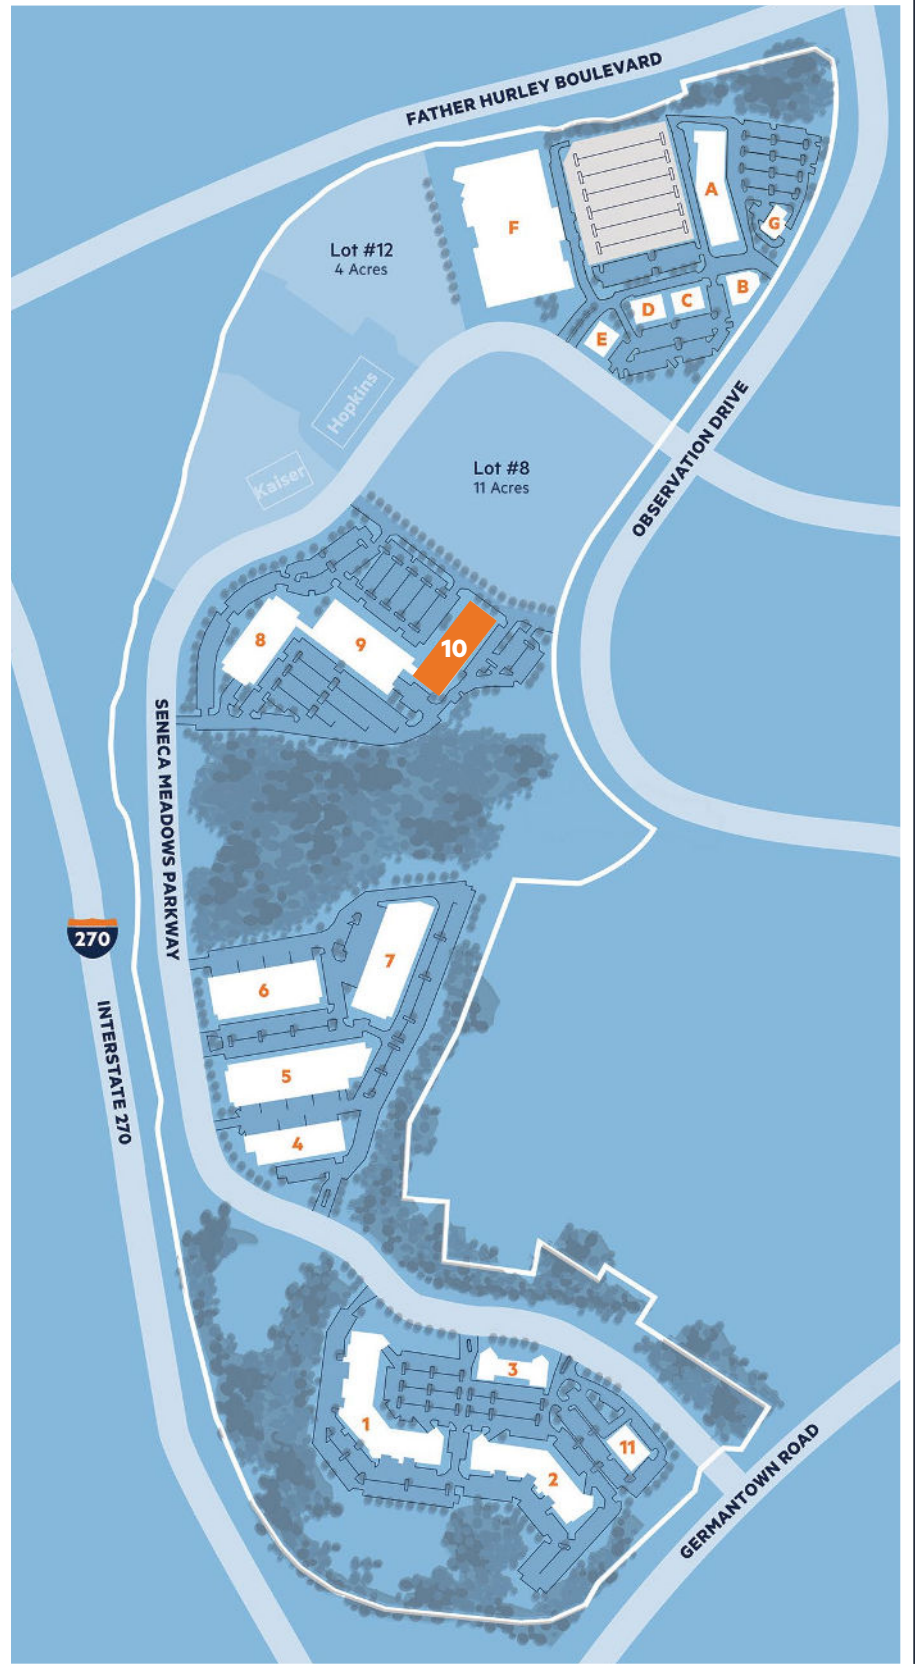 FATHER HURLEY BOULEVARD
A
G
F
Lot #12
4 Acres
B
C
D
E
Hopkins
OBSERVATION DRIVE
Lot #8
11 Acres
Kaiser
8
9
10
SENECA MEADOWS PARKWAY
270
7
6
INTERSTATE 270
5
4
3
1
11
2
GERMANTOWN ROAD